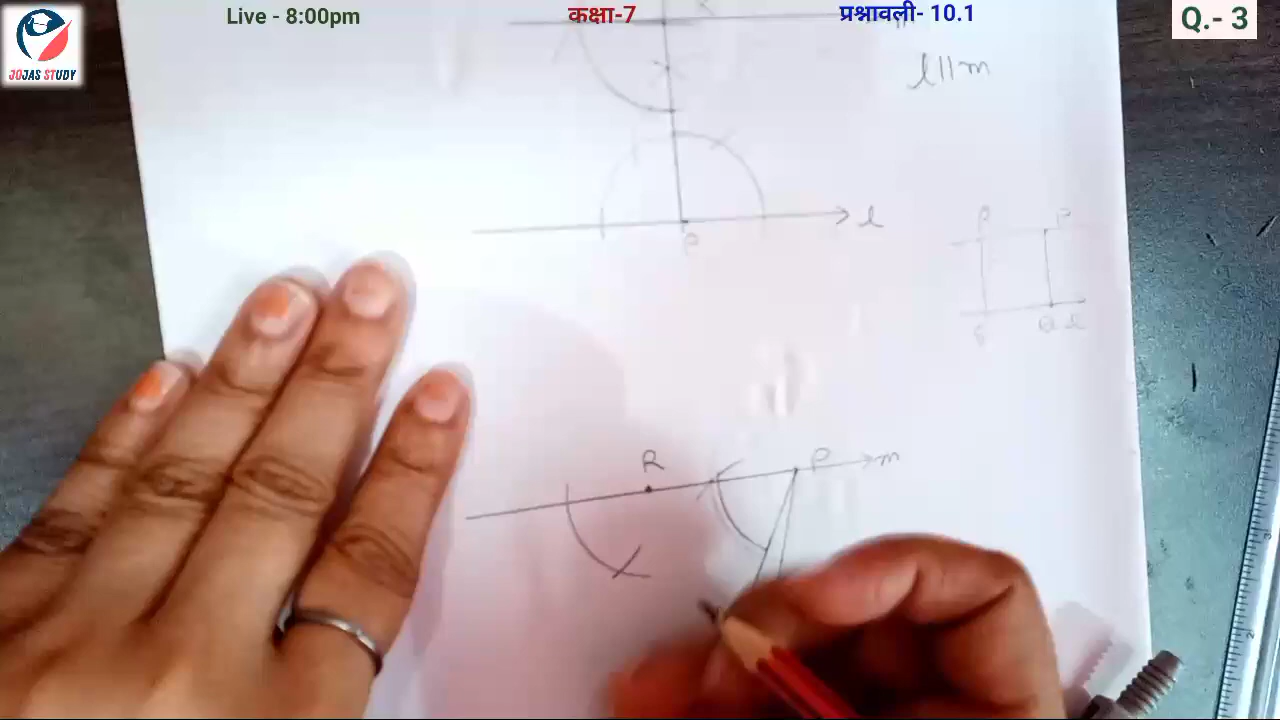 Live - 8:00pm
कक्षा-7
प्रश्नावली- 10.1
Q.- 3
JOJAS STUDY
l||m
l
P
R
P
m